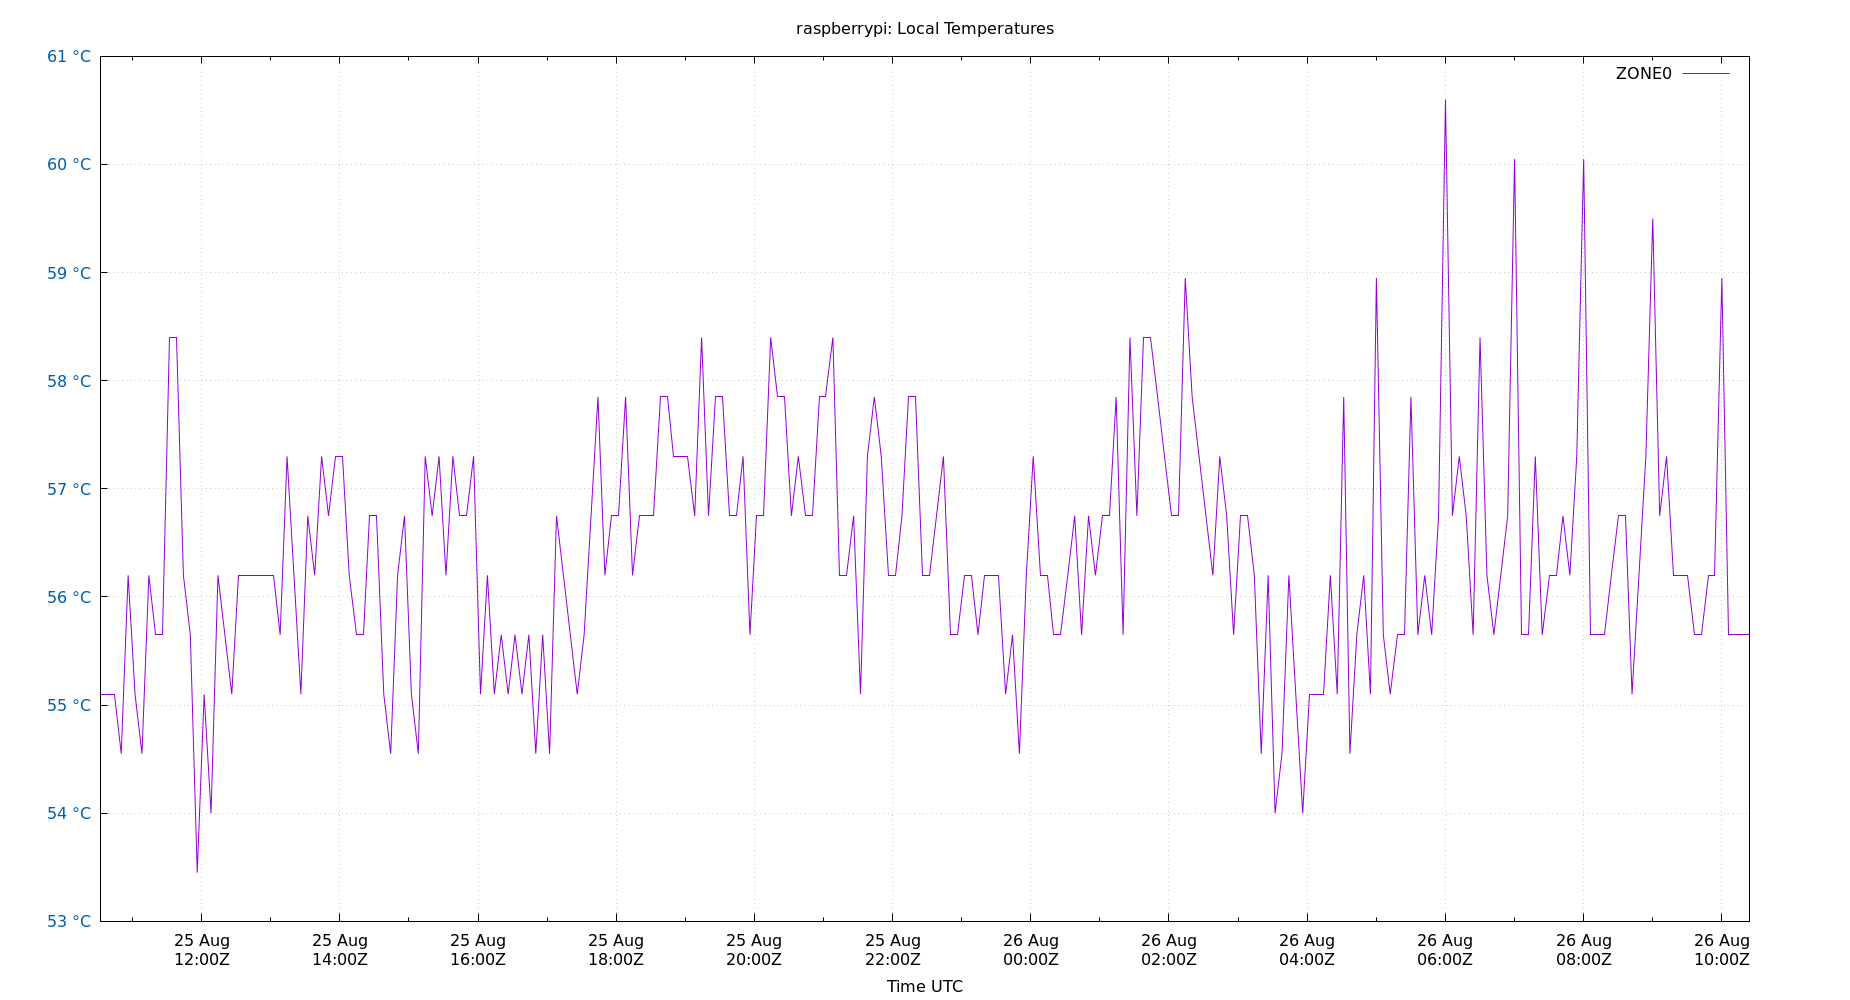 raspberrypi: Local Temperatures
61 °C
60 °C
59 °C
58 °C
57 °C
56 °C
55 °C
54 °C
53 °C
ZONE0
25 Aug
12:00Z
25 Aug
14:00Z
25 Aug
16:00Z
25 Aug
18:00Z
25 Aug
20:00Z
25 Aug
22:00Z
26 Aug
00:00Z
26 Aug
02:00Z
26 Aug
04:00Z
26 Aug
06:00Z
26 Aug
08:00Z
26 Aug
10:00Z
Time UTC